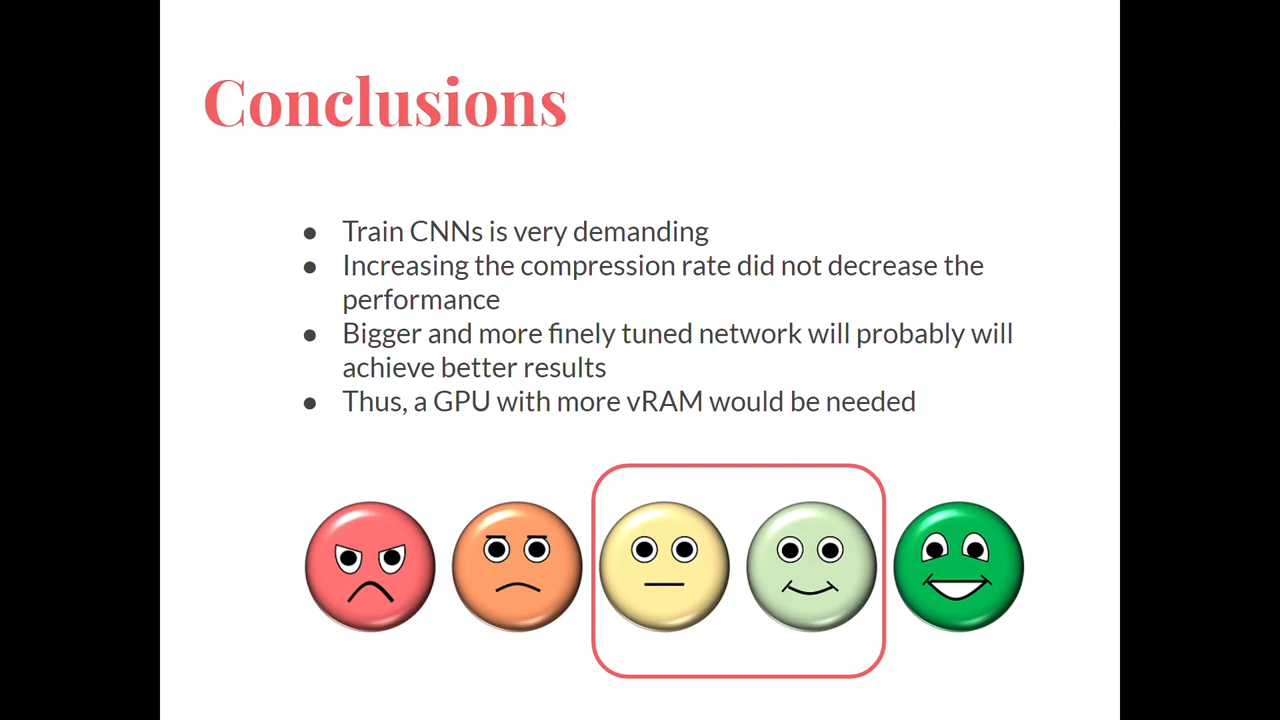 Conclusions
● Train CNNs is very demanding
● Increasing the compression rate did not decrease the
performance
● Bigger and more finely tuned network will probably will
achieve better results
● Thus, a GPU with more vRAM would be needed